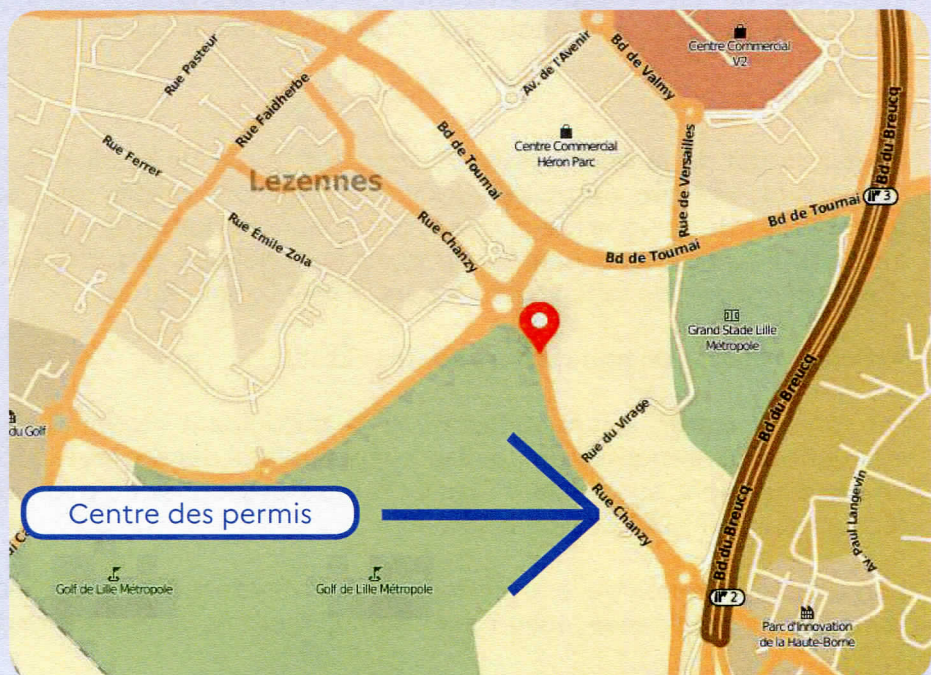 Rue Pasteur
Rue Faidherbe
Av. de l'Avenir
Bd de Valmy
Centre Commercial
V2
Bd du Breucq
Rue Ferrer
Bd de Tournai
Centre Commercial
Héron Parc
Rue de Versailles
Lezennes
Rue Émile Zola
Rue Chanzy
Bd de Tournai
Bd de Tournai
3
Grand Stade Lille
Métropole
Bd du Breucq
du Golf
Rue du Virage
Rue Chanzy
Centre des permis
Av. Paul Langevin
Bd du Breucq
Golf de Lille Métropole
Golf de Lille Métropole
2
Parc d'Innovation
de la Haute-Borne